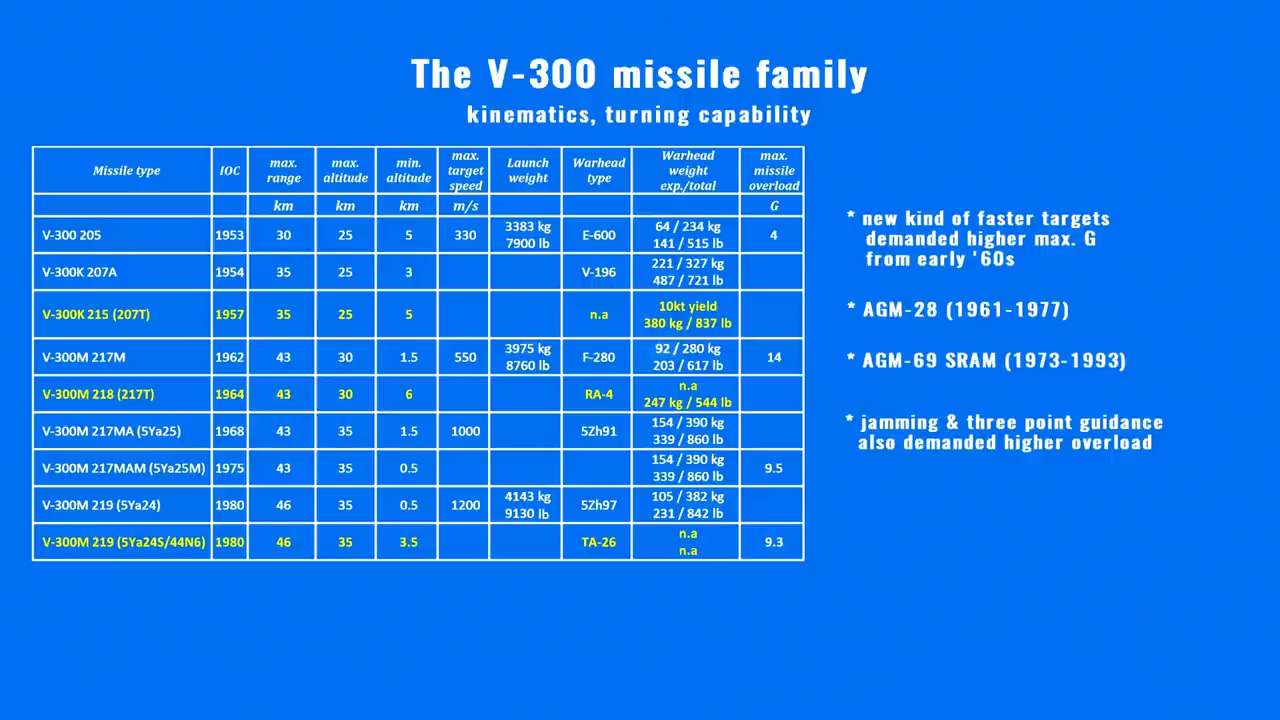 The V-300 missile family
kinematics, turning capability
Missile type IOC max. range max. altitude min. altitude max. target speed Launch weight Warhead type Warhead weight exp./total max. missile overload
km km km m/s G
V-300 205 1953 30 25 5 330 3383 kg 7900 lb E-600 64 / 234 kg 141 / 515 lb 4
V-300K 207A 1954 35 25 3 V-196 221 / 327 kg 487 / 721 lb
V-300K 215 (207T) 1957 35 25 5 n.a 10kt yield 380 kg / 837 lb
V-300M 217M 1962 43 30 1.5 550 3975 kg 8760 lb F-280 92 / 280 kg 203 / 617 lb 14
V-300M 218 (217T) 1964 43 30 6 RA-4 n.a 247 kg / 544 lb
V-300M 217MA (5Ya25) 1968 43 35 1.5 1000 5Zh91 154 / 390 kg 339 / 860 lb
V-300M 217MAM (5Ya25M) 1975 43 35 0.5 154 / 390 kg 339 / 860 lb 9.5
V-300M 219 (5Ya24) 1980 46 35 0.5 1200 4143 kg 9130 lb 5Zh97 105 / 382 kg 231 / 842 lb
V-300M 219 (5Ya24S/44N6) 1980 46 35 3.5 TA-26 n.a n.a 9.3
* new kind of faster targets
demanded higher max. G
from early '60s
* AGM-28 (1961-1977)
* AGM-69 SRAM (1973-1993)
* jamming & three point guidance
also demanded higher overload